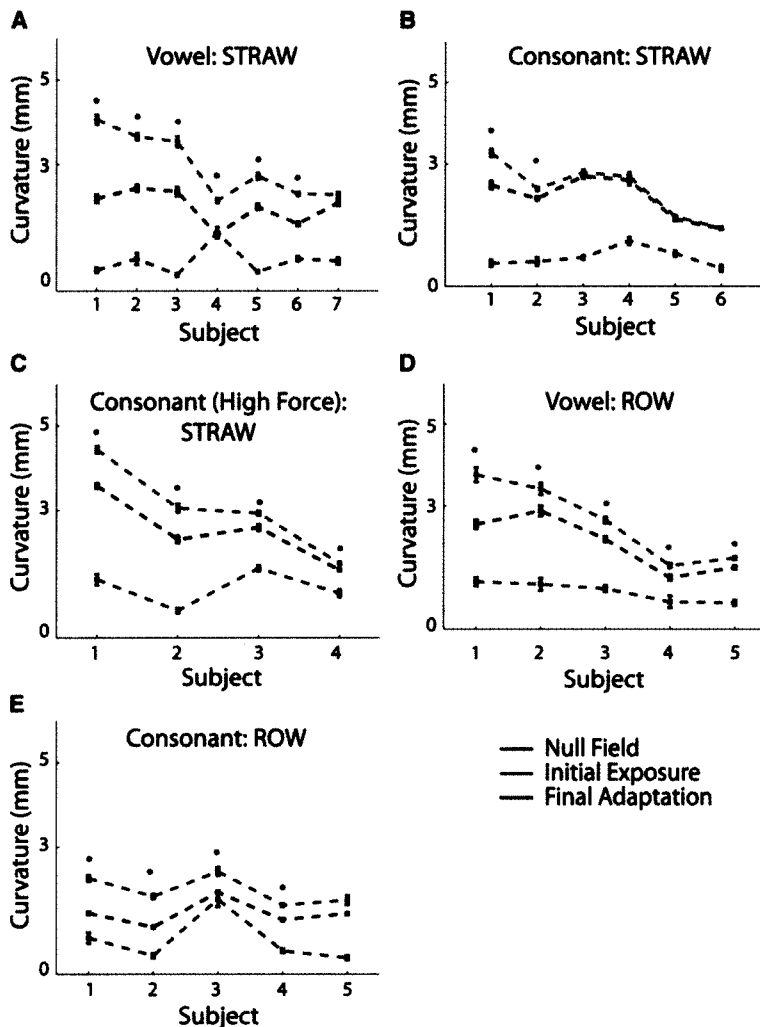 A
Vowel: STRAW
Curvature (mm)
5
3
0
1 2 3 4 5 6 7
Subject
B
Consonant: STRAW
Curvature (mm)
5
3
0
1 2 3 4 5 6
Subject
C
Consonant (High Force):
STRAW
Curvature (mm)
5
3
0
1 2 3 4
Subject
D
Vowel: ROW
Curvature (mm)
5
3
0
1 2 3 4 5
Subject
E
Consonant: ROW
Curvature (mm)
5
3
0
1 2 3 4 5
Subject
Null Field
Initial Exposure
Final Adaptation